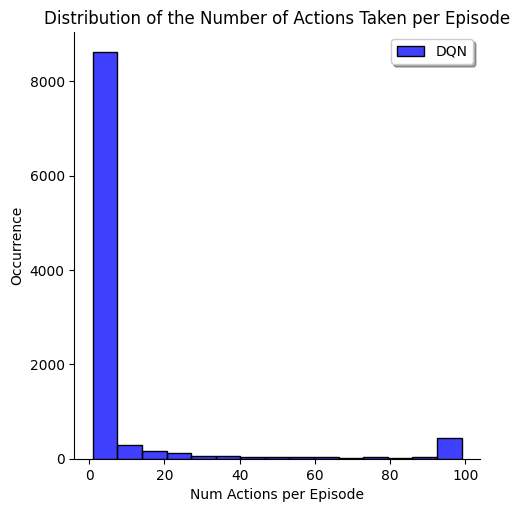 Distribution of the Number of Actions Taken per Episode
DQN
8000
6000
4000
2000
0
Occurrence
0 20 40 60 80 100
Num Actions per Episode